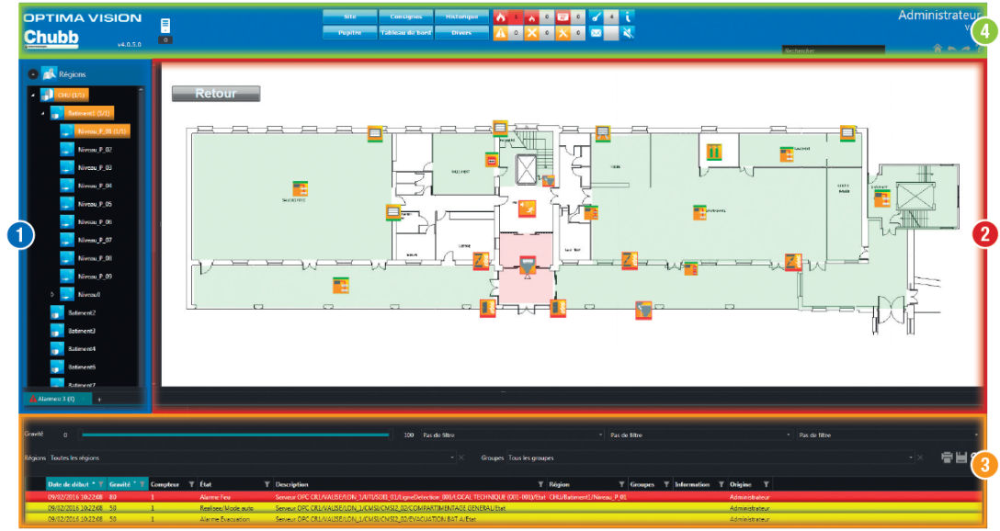 OPTIMA VISION
Chubb
v4.0.5.0
0
Site Consignes Historique
Pupitre Tableau de bord Divers
1 0 0 4
0 0 0
Administrateur
Rechercher
4
Régions
CHU (1/1)
Batiment1 (1/1)
Niveau_P_01 (1/1)
Niveau_P_02
Niveau_P_03
Niveau_P_04
Niveau_P_05
Niveau_P_06
Niveau_P_07
Niveau_P_08
Niveau_P_09
Niveau0
Batiment2
Batiment3
Batiment4
Batiment5
Batiment7
1
Retour
2
Alarmes 3 (3) +
Gravité 0 100 Pas de filtre Pas de filtre Pas de filtre
Régions Toutes les régions Groupes Tous les groupes
3
Date de début Gravité Compteur État Description Région Groupes Information Origine
09/02/2016 10:22:08 80 1 Alarme Feu Serveur OPC CR1/VALISE/LON_1/UTI/SDI1_01/LigneDetection_001/LOCAL TECHNIQUE (001-001)/Etat CHU/Batiment1/Niveau_P_01 Administrateur
09/02/2016 10:22:08 50 1 Realisee/Mode auto Serveur OPC CR1/VALISE/LON_1/CMSI/CMSI2_02/COMPARTIMENTAGE GENERAL/Etat Administrateur
09/02/2016 10:22:08 50 1 Alarme Evacuation Serveur OPC CR1/VALISE/LON_1/CMSI/CMSI2_02/EVACUATION BAT A/Etat Administrateur